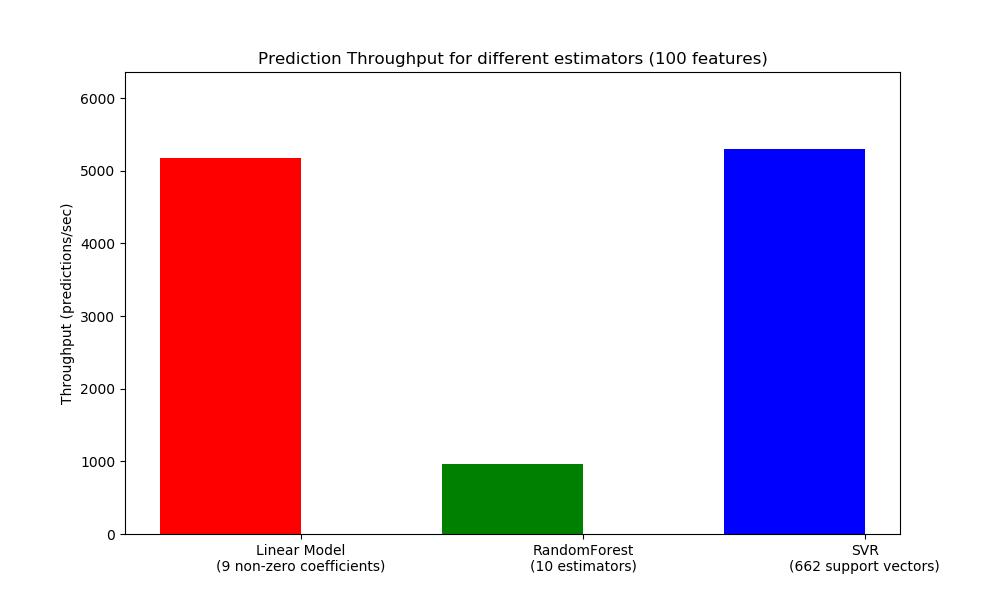 Prediction Throughput for different estimators (100 features)
Throughput (predictions/sec)
6000
5000
4000
3000
2000
1000
0
Linear Model
(9 non-zero coefficients)
RandomForest
(10 estimators)
SVR
(662 support vectors)